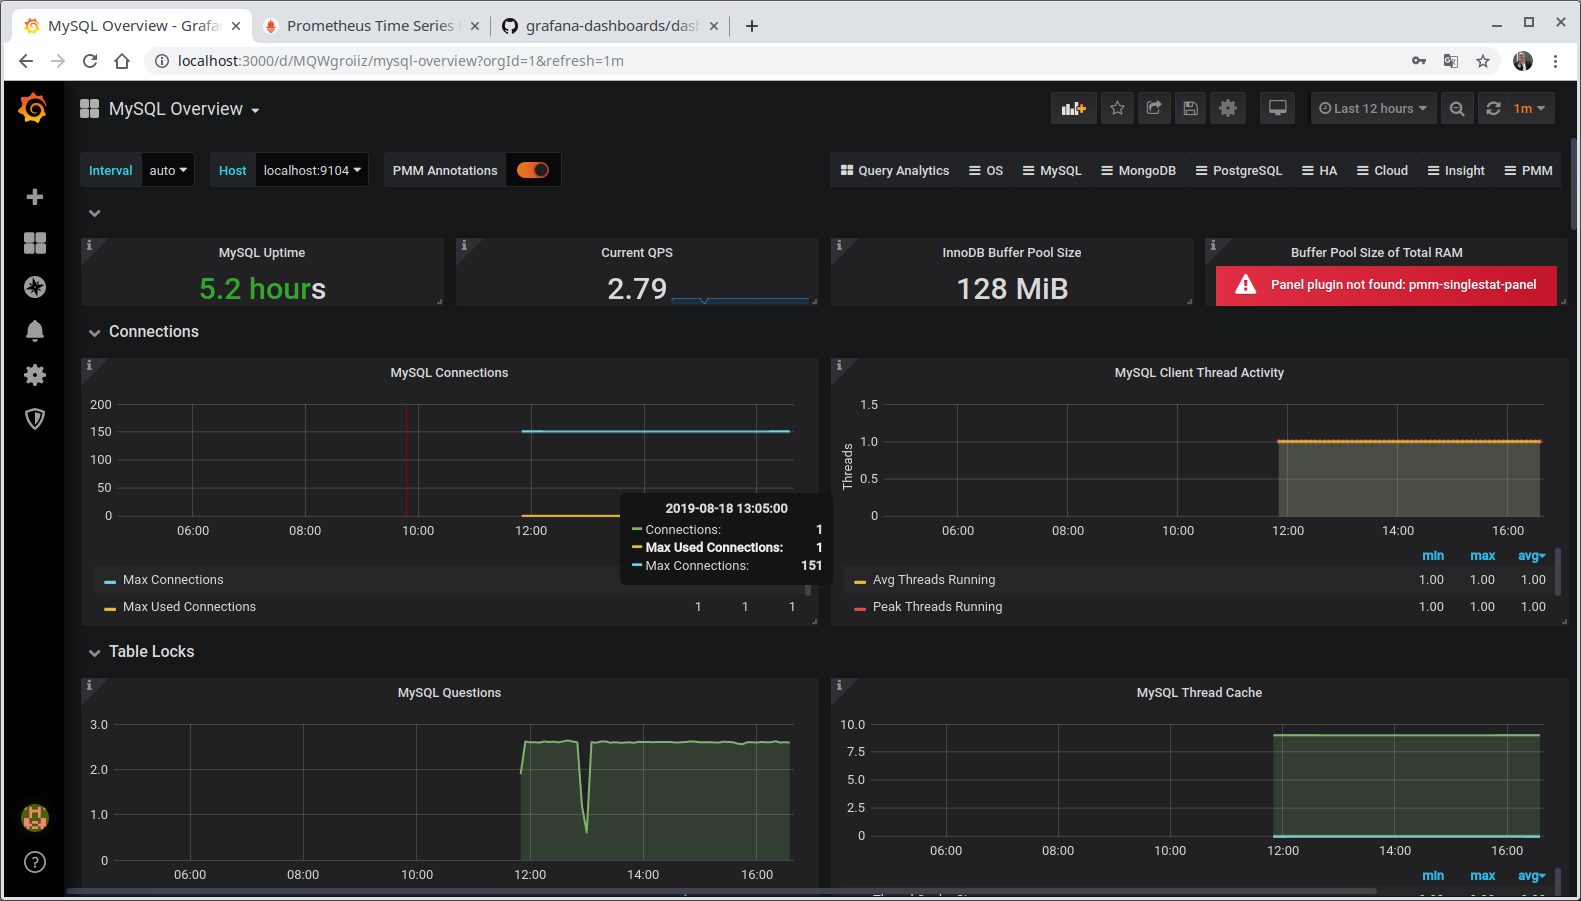 MySQL Overview - Grafa
Prometheus Time Series
grafana-dashboards/dash
localhost:3000/d/MQWgroiiz/mysql-overview?orgId=1&refresh=1m
MySQL Overview
Last 12 hours
1m
Interval auto
Host localhost:9104
PMM Annotations
Query Analytics
OS
MySQL
MongoDB
PostgreSQL
HA
Cloud
Insight
PMM
MySQL Uptime
5.2 hours
Current QPS
2.79
InnoDB Buffer Pool Size
128 MiB
Buffer Pool Size of Total RAM
Panel plugin not found: pmm-singlestat-panel
Connections
MySQL Connections
200
150
100
50
0
06:00 08:00 10:00 12:00
2019-08-18 13:05:00
Connections: 1
Max Used Connections: 1
Max Connections: 151
Max Connections
Max Used Connections 1 1 1
MySQL Client Thread Activity
Threads
1.5
1.0
0.5
0
06:00 08:00 10:00 12:00 14:00 16:00
min max avg
Avg Threads Running 1.00 1.00 1.00
Peak Threads Running 1.00 1.00 1.00
Table Locks
MySQL Questions
3.0
2.0
1.0
0
06:00 08:00 10:00 12:00 14:00 16:00
MySQL Thread Cache
10.0
7.5
5.0
2.5
0
06:00 08:00 10:00 12:00 14:00 16:00
min max avg